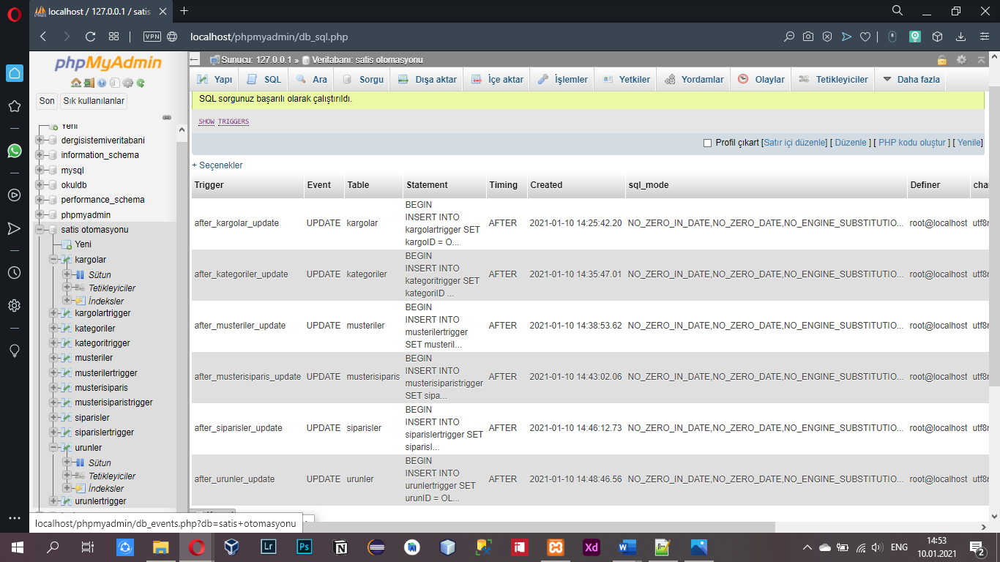 localhost / 127.0.0.1 / satis
VPN
localhost/phpmyadmin/db_sql.php
phpMyAdmin
Son
Sık kullanılanlar
Yeni
dergisistemiveritabani
information_schema
mysql
okuldb
performance_schema
phpmyadmin
satis otomasyonu
Yeni
kargolar
Sütun
Tetikleyiciler
İndeksler
kargolartrigger
kategoriler
kategoritrigger
musteriler
musterilertrigger
musterisiparis
musterisiparistrigger
siparisler
siparislertrigger
urunler
Sütun
Tetikleyiciler
İndeksler
urunlertrigger
Sunucu: 127.0.0.1 » Veritabanı: satis otomasyonu
Yapı SQL Ara Sorgu Dışa aktar İçe aktar İşlemler Yetkiler Yordamlar Olaylar Tetikleyiciler Daha fazla
SQL sorgunuz başarılı olarak çalıştırıldı.
SHOW TRIGGERS
Profil çıkart [Satır içi düzenle] [ Düzenle ] [ PHP kodu oluştur ] [ Yenile]
+ Seçenekler
Trigger Event Table Statement Timing Created sql_mode Definer
BEGIN
INSERT INTO
after_kargolar_update UPDATE kargolar kargolartrigger SET AFTER 2021-01-10 14:25:42.20 NO_ZERO_IN_DATE,NO_ZERO_DATE,NO_ENGINE_SUBSTITUTIO... root@localhost
kargoID = O...
BEGIN
INSERT INTO
after_kategoriler_update UPDATE kategoriler kategoritrigger SET AFTER 2021-01-10 14:35:47.01 NO_ZERO_IN_DATE,NO_ZERO_DATE,NO_ENGINE_SUBSTITUTIO... root@localhost
kategoriID ...
BEGIN
INSERT INTO
after_musteriler_update UPDATE musteriler musterilertrigger AFTER 2021-01-10 14:38:53.62 NO_ZERO_IN_DATE,NO_ZERO_DATE,NO_ENGINE_SUBSTITUTIO... root@localhost
SET musteriI...
BEGIN
INSERT INTO
after_musterisiparis_update UPDATE musterisiparis musterisiparistrigger AFTER 2021-01-10 14:43:02.06 NO_ZERO_IN_DATE,NO_ZERO_DATE,NO_ENGINE_SUBSTITUTIO... root@localhost
SET sipa...
BEGIN
INSERT INTO
after_siparisler_update UPDATE siparisler siparislertrigger SET AFTER 2021-01-10 14:46:12.73 NO_ZERO_IN_DATE,NO_ZERO_DATE,NO_ENGINE_SUBSTITUTIO... root@localhost
siparisI...
BEGIN
INSERT INTO
after_urunler_update UPDATE urunler urunlertrigger SET AFTER 2021-01-10 14:48:46.56 NO_ZERO_IN_DATE,NO_ZERO_DATE,NO_ENGINE_SUBSTITUTIO... root@localhost
urunID = OL...
localhost/phpmyadmin/db_events.php?db=satis+otomasyonu
Lr Ps N Xd
ENG
14:53
10.01.2021
2